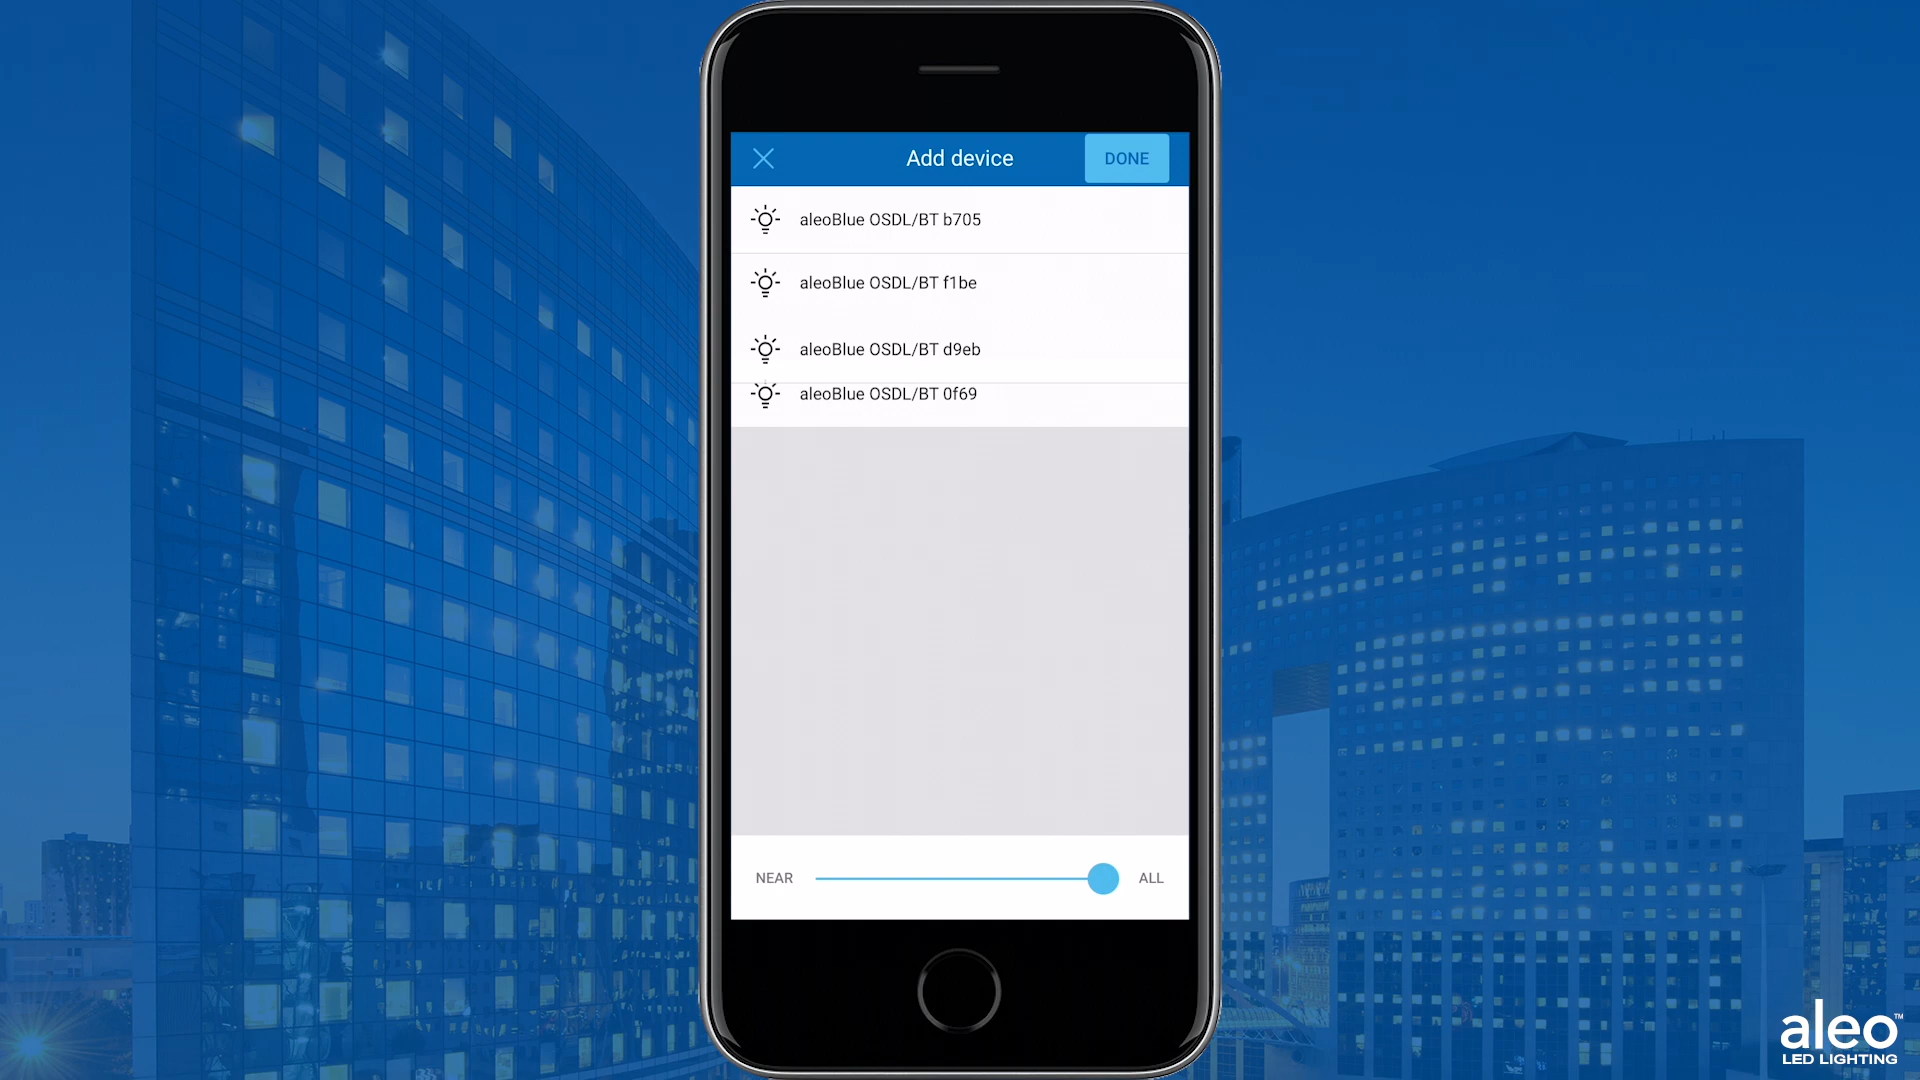 Add device
DONE
aleoBlue OSDL/BT b705
aleoBlue OSDL/BT f1be
aleoBlue OSDL/BT d9eb
aleoBlue OSDL/BT 0f69
NEAR
ALL
aleo™
LED LIGHTING